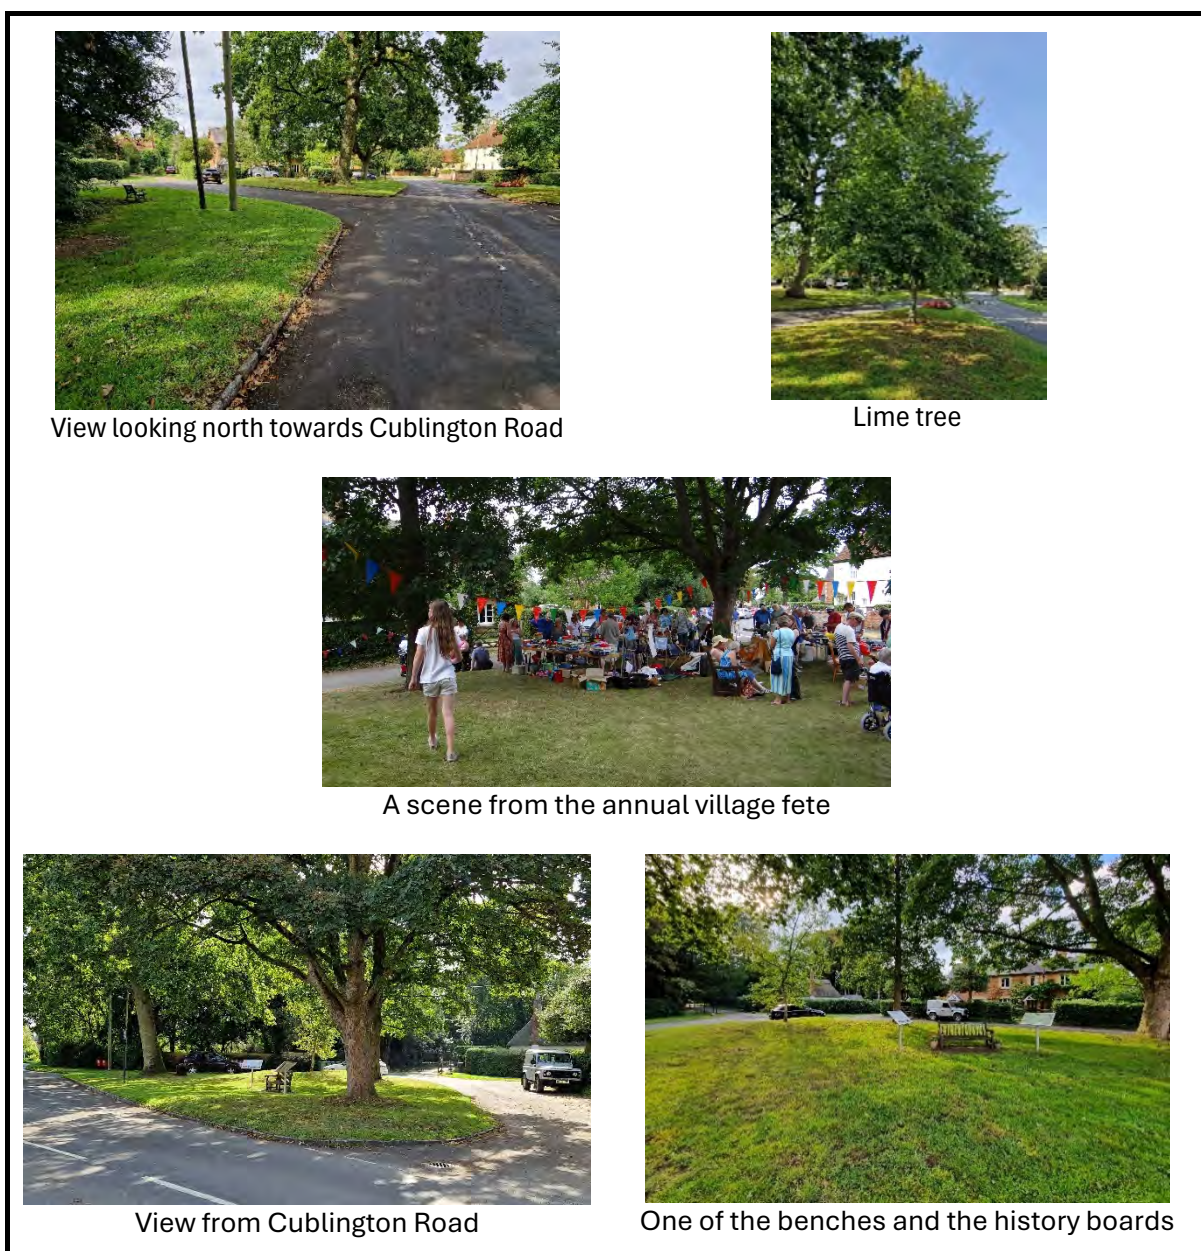 View looking north towards Cublington Road
Lime tree
A scene from the annual village fete
View from Cublington Road
One of the benches and the history boards